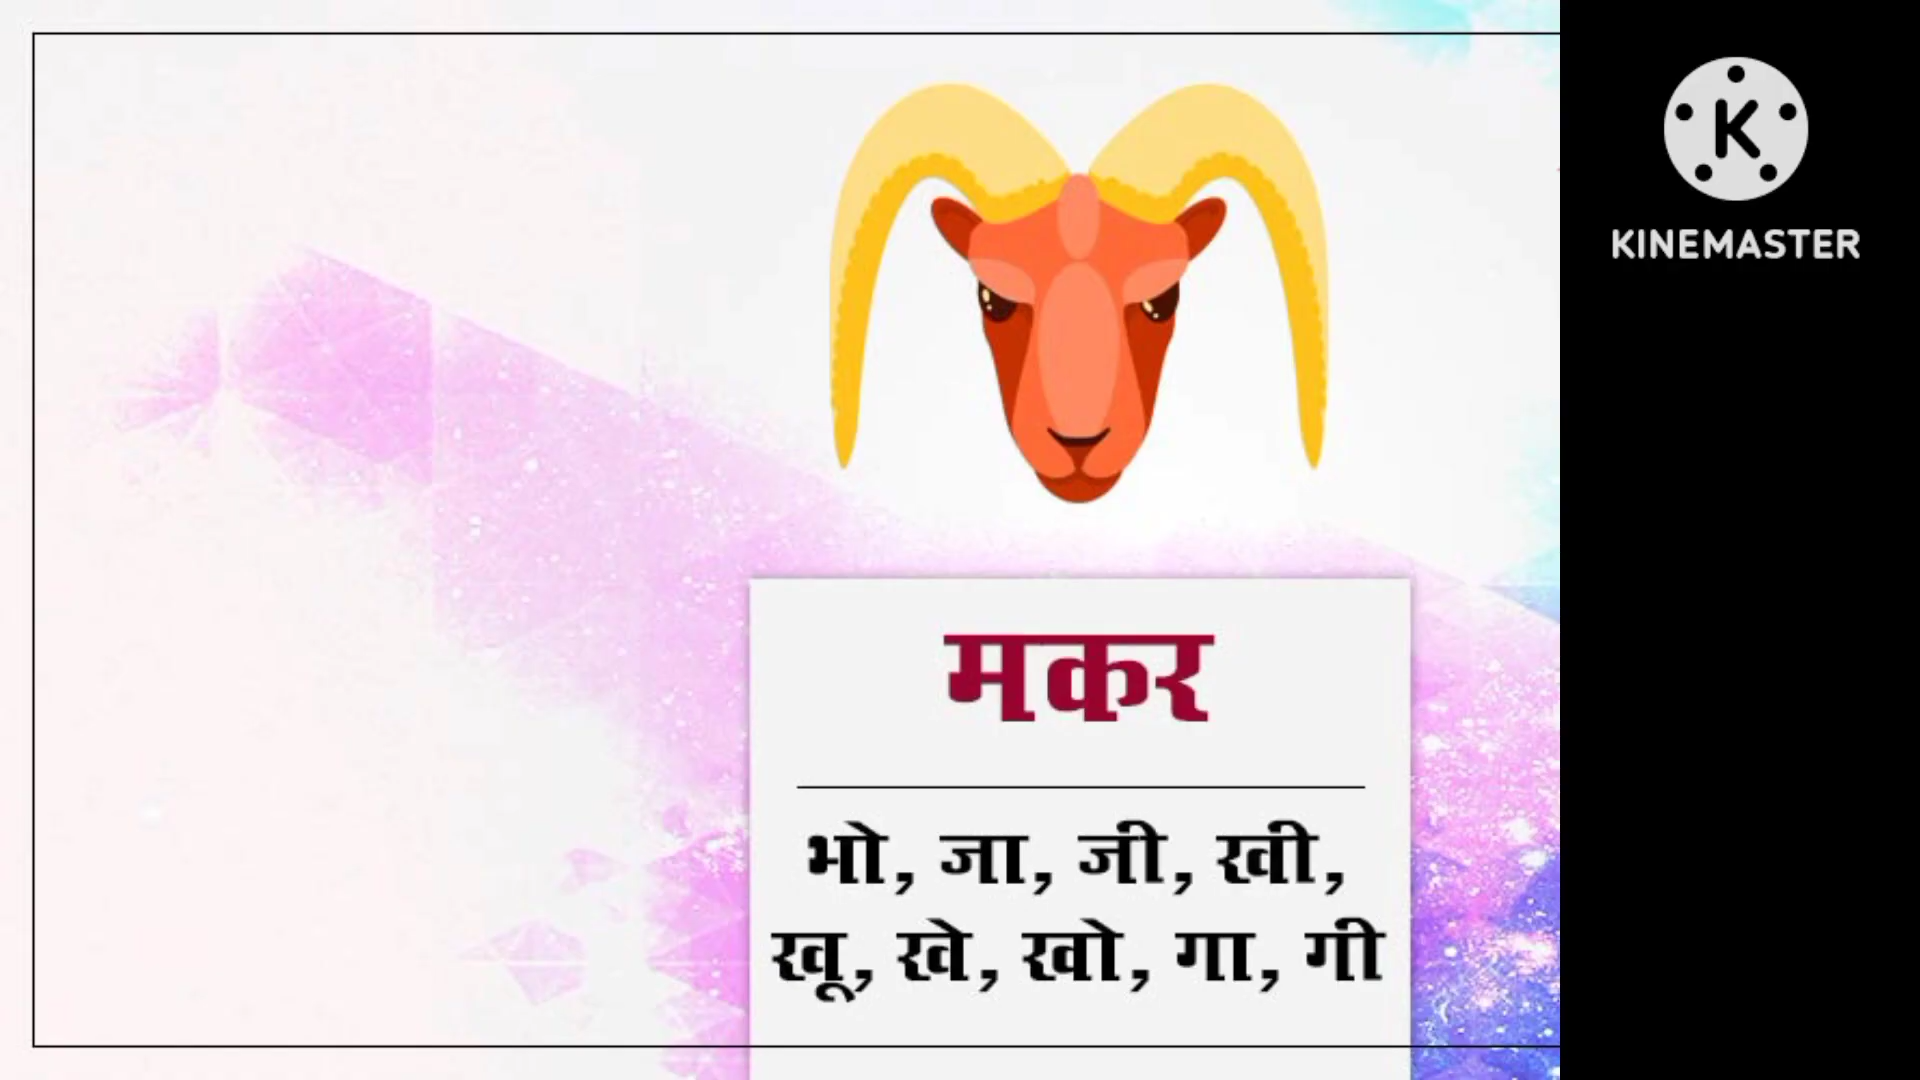 K
KINEMASTER
मकर
भो, जा, जी, खी,
खू, खे, खो, गा, गी